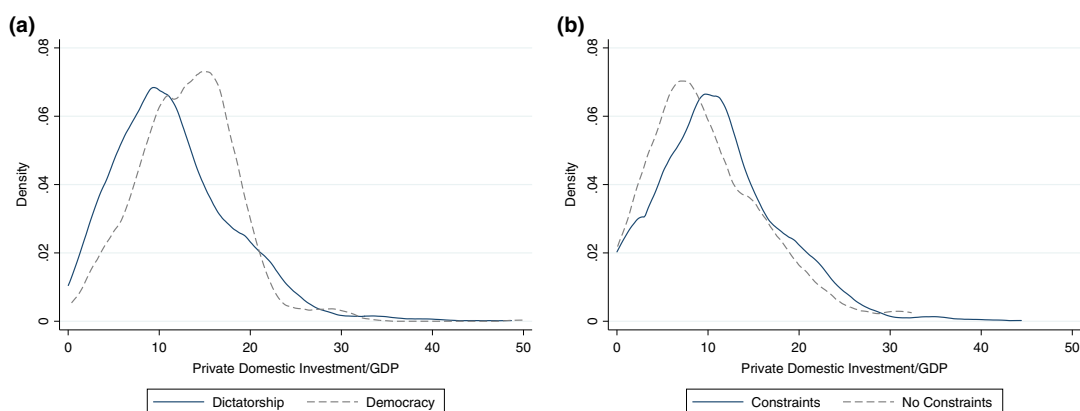 (a)
.08
.06
.04
.02
0
Density
0 10 20 30 40 50
Private Domestic Investment/GDP
Dictatorship Democracy
(b)
.08
.06
.04
.02
0
Density
0 10 20 30 40 50
Private Domestic Investment/GDP
Constraints No Constraints